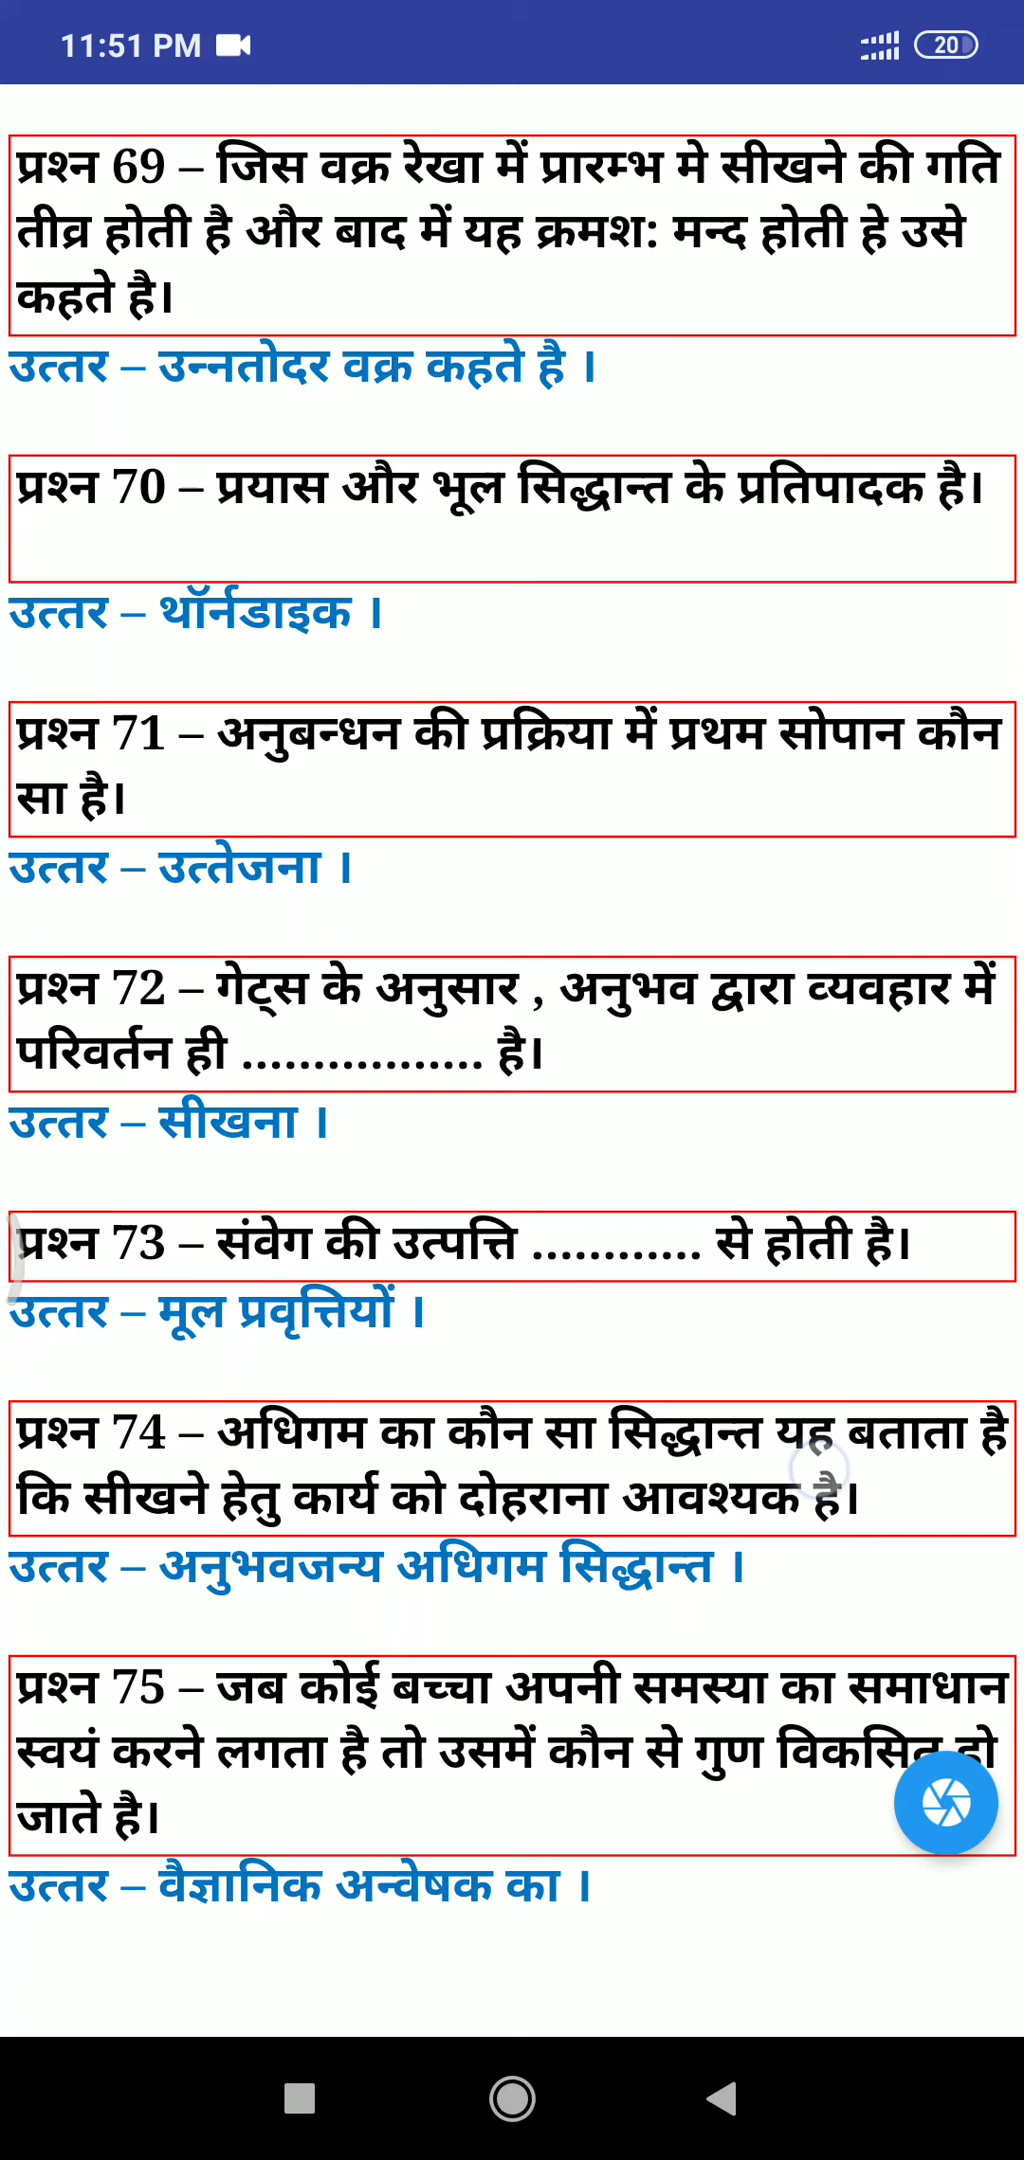 11:51 PM
20
प्रश्न 69 – जिस वक्र रेखा में प्रारम्भ मे सीखने की गति
तीव्र होती है और बाद में यह क्रमश: मन्द होती हे उसे
कहते है।
उत्तर – उन्नतोदर वक्र कहते है ।
प्रश्न 70 – प्रयास और भूल सिद्धान्त के प्रतिपादक है।
उत्तर – थॉर्नडाइक ।
प्रश्न 71 – अनुबन्धन की प्रक्रिया में प्रथम सोपान कौन
सा है।
उत्तर – उत्तेजना ।
प्रश्न 72 – गेट्स के अनुसार , अनुभव द्वारा व्यवहार में
परिवर्तन ही ................. है।
उत्तर – सीखना ।
प्रश्न 73 – संवेग की उत्पत्ति ............ से होती है।
उत्तर – मूल प्रवृत्तियों ।
प्रश्न 74 – अधिगम का कौन सा सिद्धान्त यह बताता है
कि सीखने हेतु कार्य को दोहराना आवश्यक है।
उत्तर – अनुभवजन्य अधिगम सिद्धान्त ।
प्रश्न 75 – जब कोई बच्चा अपनी समस्या का समाधान
स्वयं करने लगता है तो उसमें कौन से गुण विकसित हो
जाते है।
उत्तर – वैज्ञानिक अन्वेषक का ।